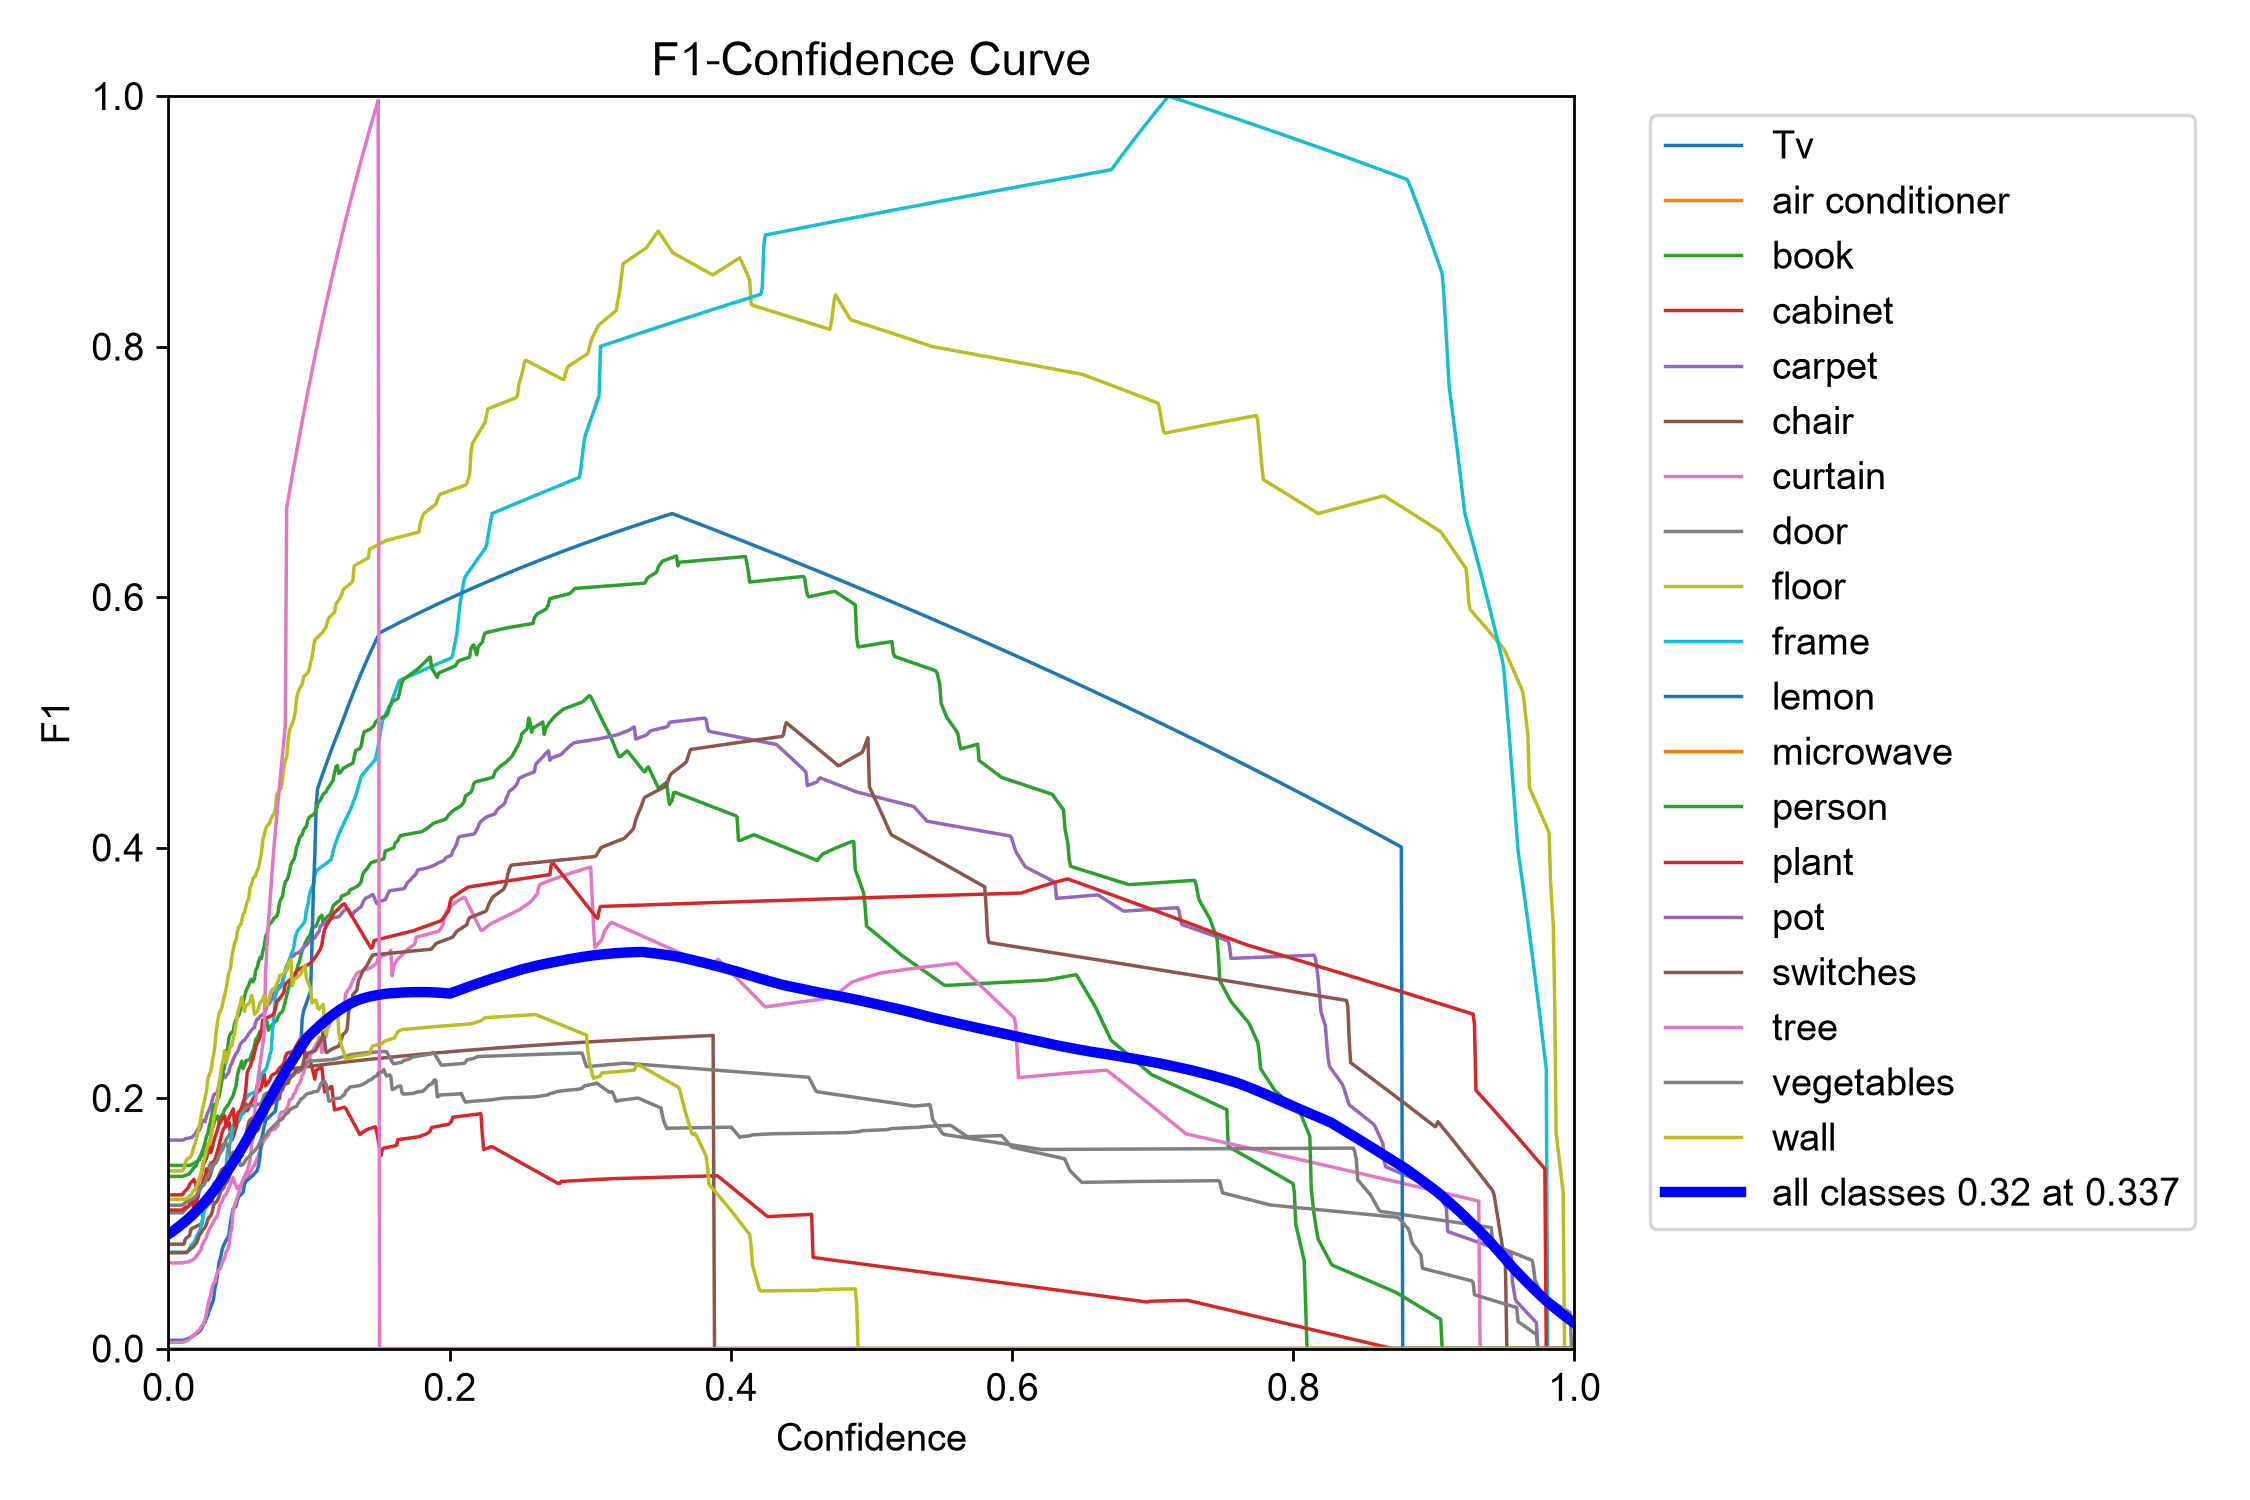 F1-Confidence Curve
1.0
0.8
0.6
0.4
0.2
0.0
F1
0.0 0.2 0.4 0.6 0.8 1.0
Confidence
Tv
air conditioner
book
cabinet
carpet
chair
curtain
door
floor
frame
lemon
microwave
person
plant
pot
switches
tree
vegetables
wall
all classes 0.32 at 0.337